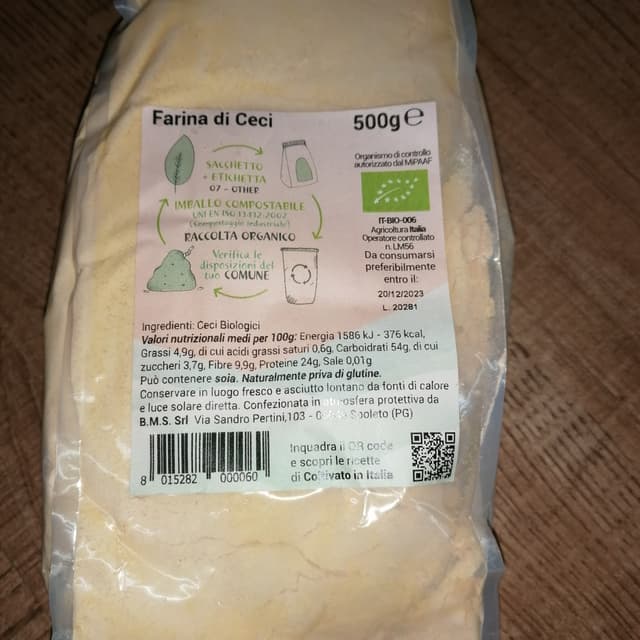 Farina di Ceci
500g e
SACCHETTO
+ ETICHETTA
07 - OTHER
IMBALLO COMPOSTABILE
UNI EN ISO 13432-2002
(Compostaggio industriale)
RACCOLTA ORGANICO
Verifica le
disposizioni del
tuo COMUNE
Organismo di controllo
autorizzato dal MiPAAF
IT-BIO-006
Agricoltura Italia
Operatore controllato
n. LM56
Da consumarsi
preferibilmente
entro il:
20/12/2023
L. 20281
Ingredienti: Ceci Biologici
Valori nutrizionali medi per 100g: Energia 1586 kJ - 376 kcal,
Grassi 4,9g, di cui acidi grassi saturi 0,6g, Carboidrati 54g, di cui
zuccheri 3,7g, Fibre 9,9g, Proteine 24g, Sale 0,01g
Può contenere soia. Naturalmente priva di glutine.
Conservare in luogo fresco e asciutto lontano da fonti di calore
e luce solare diretta. Confezionata in atmosfera protettiva da
B.M.S. Srl Via Sandro Pertini,103 - Spoleto (PG)
8 015282 000060
Inquadra il QR code
e scopri le ricette
di Coltivato in Italia